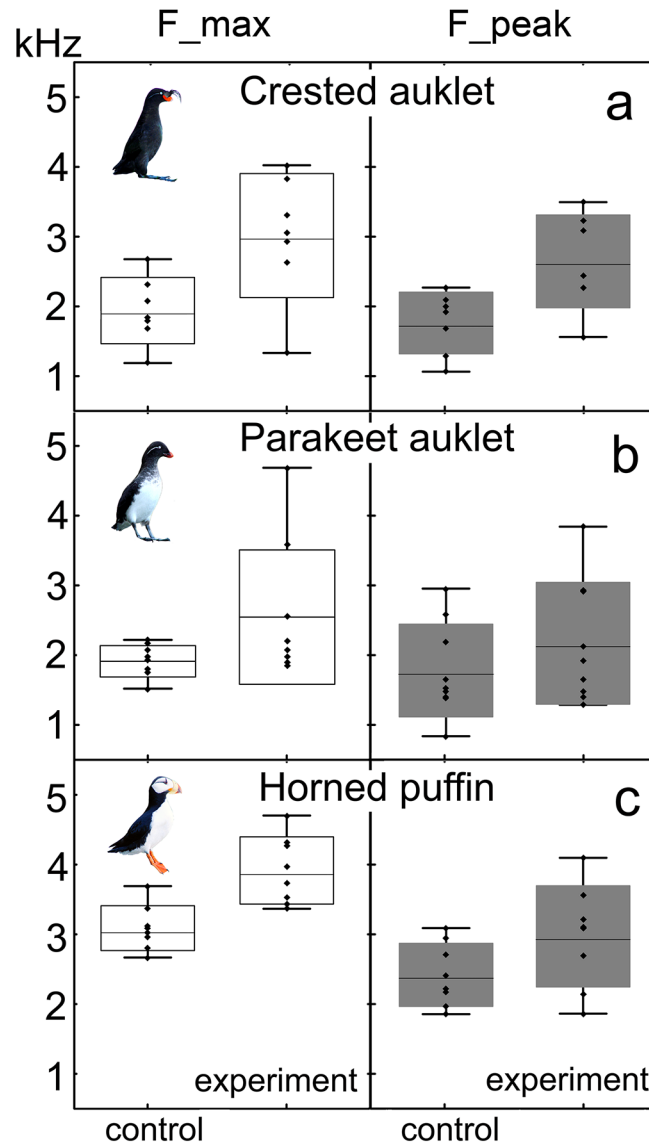 F_max F_peak
kHz
Crested auklet a
5
4
3
2
1
Parakeet auklet b
5
4
3
2
1
Horned puffin c
5
4
3
2
1
experiment experiment
control control